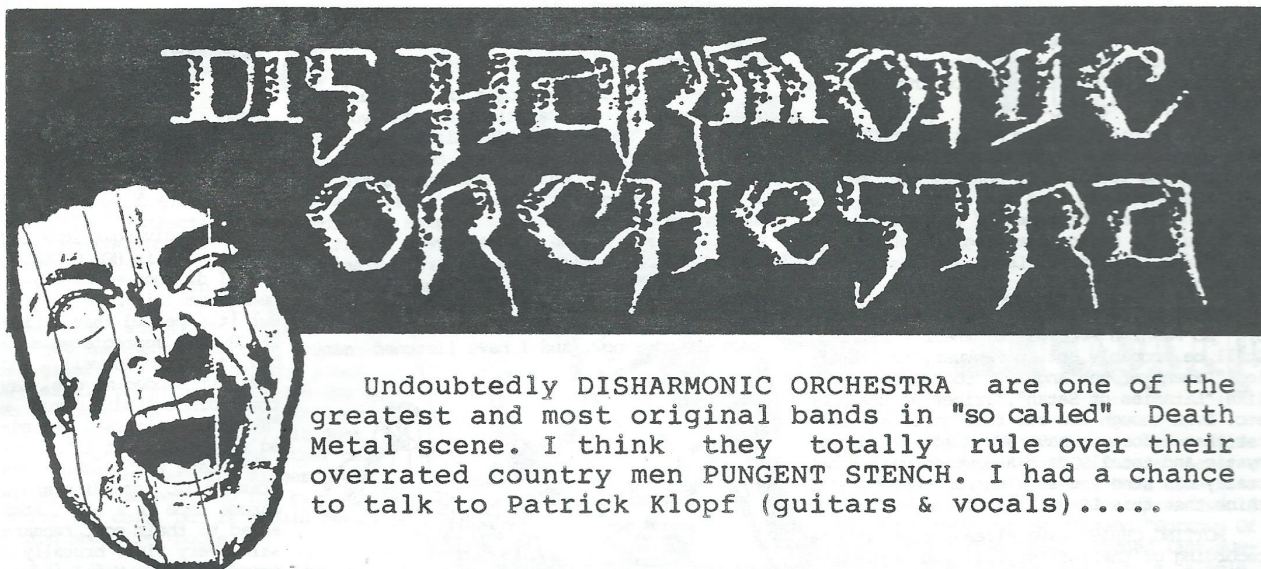 DISHARMONIC
ORCHESTRA
Undoubtedly DISHARMONIC ORCHESTRA are one of the
greatest and most original bands in "so called" Death
Metal scene. I think they totally rule over their
overrated country men PUNGENT STENCH. I had a chance
to talk to Patrick Klopf (guitars & vocals).....